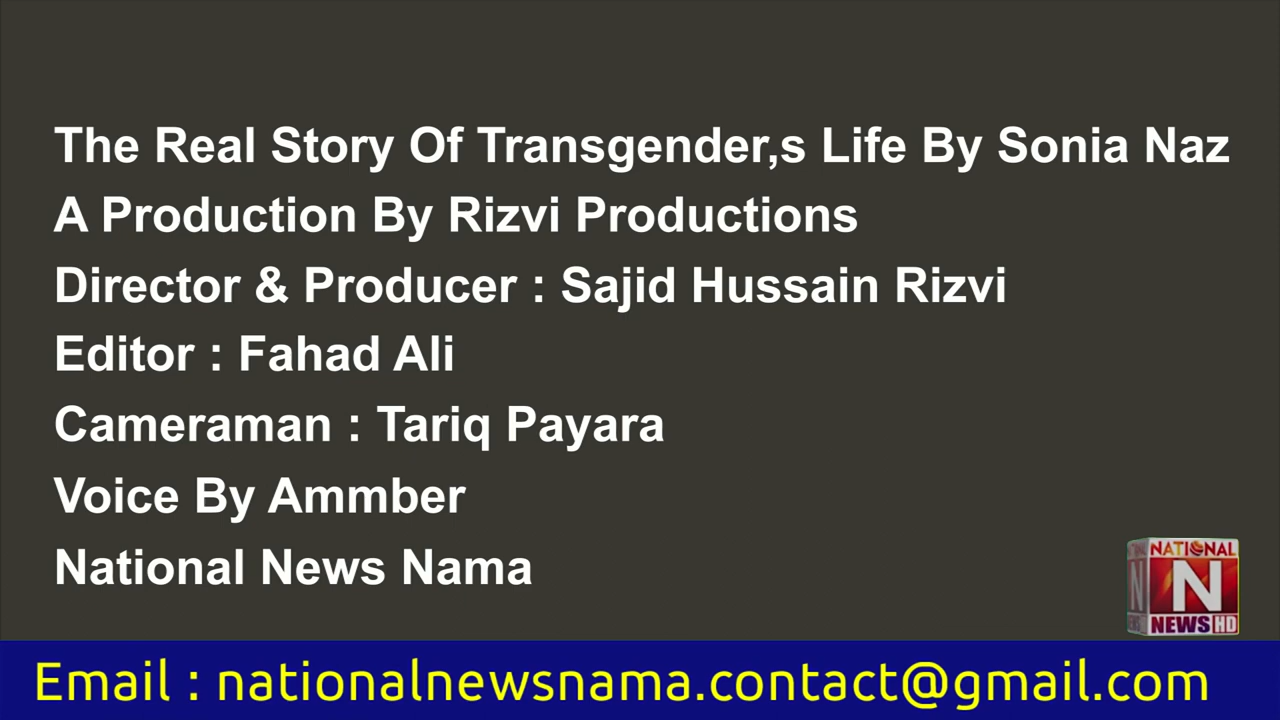 The Real Story Of Transgender,s Life By Sonia Naz
A Production By Rizvi Productions
Director & Producer : Sajid Hussain Rizvi
Editor : Fahad Ali
Cameraman : Tariq Payara
Voice By Ammber
National News Nama
NATIONAL
N
NEWS HD
Email : nationalnewsnama.contact@gmail.com